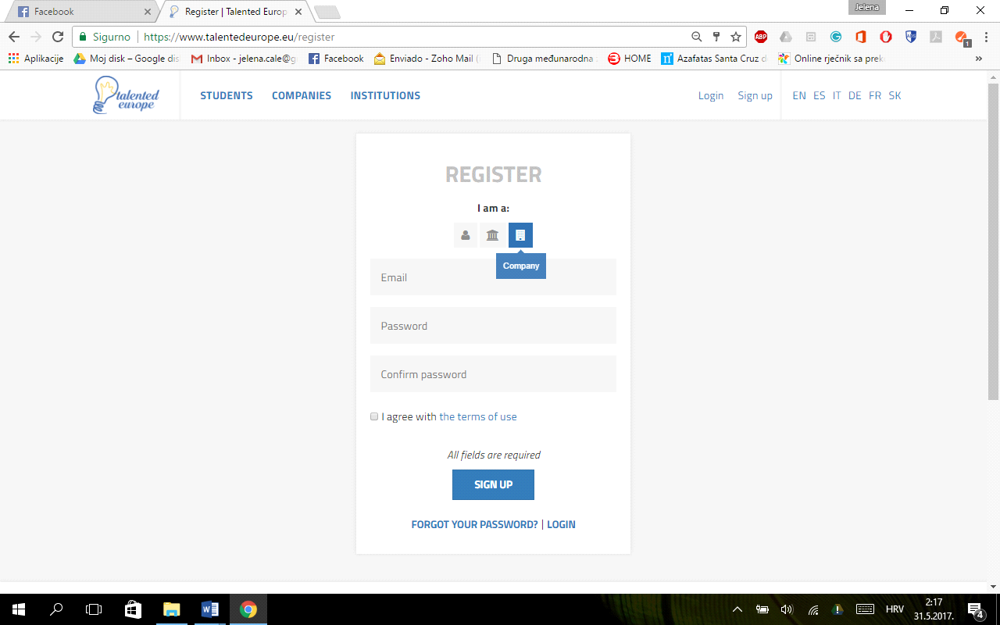 Jelena
Facebook
Register | Talented Europ
Sigurno
https://www.talentedeurope.eu/register
ABP
1
Aplikacije
Moj disk – Google dis
Inbox - jelena.cale@g
Facebook
Enviado - Zoho Mail (
Druga međunarodna
HOME
Azafatas Santa Cruz d
Online rječnik sa prek
»
talented
europe
STUDENTS COMPANIES INSTITUTIONS
Login Sign up
EN ES IT DE FR SK
REGISTER
I am a:
Company
Email
Password
Confirm password
I agree with the terms of use
All fields are required
SIGN UP
FORGOT YOUR PASSWORD? | LOGIN
HRV
2:17
31.5.2017.
4